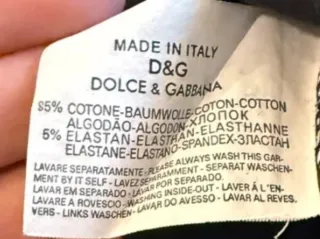 MADE IN ITALY
D&G
DOLCE & GABBANA
95% COTONE-BAUMWOLLE-COTON-COTTON
ALGODÃO-ALGODON-ХЛОПОК
5% ELASTAN-ELASTHAN-ELASTHANNE
ELASTANE-ELASTANO-SPANDEX-ЭЛАСТАН
LAVARE SEPARATAMENTE-PLEASE ALWAYS WASH THIS GAR-
MENT BY IT SELF - LAVEZ SEPARAMMENT - SEPARAT WASCHEN-
LAVAR EM SEPARADO - LAVAR POR SEPARADO.
LAVARE A ROVESCIO - WASHING INSIDE-OUT - LAVER À L'EN-
VERS - LINKS WASCHEN - LAVAR DO AVESSO - LAVAR AL REVES.